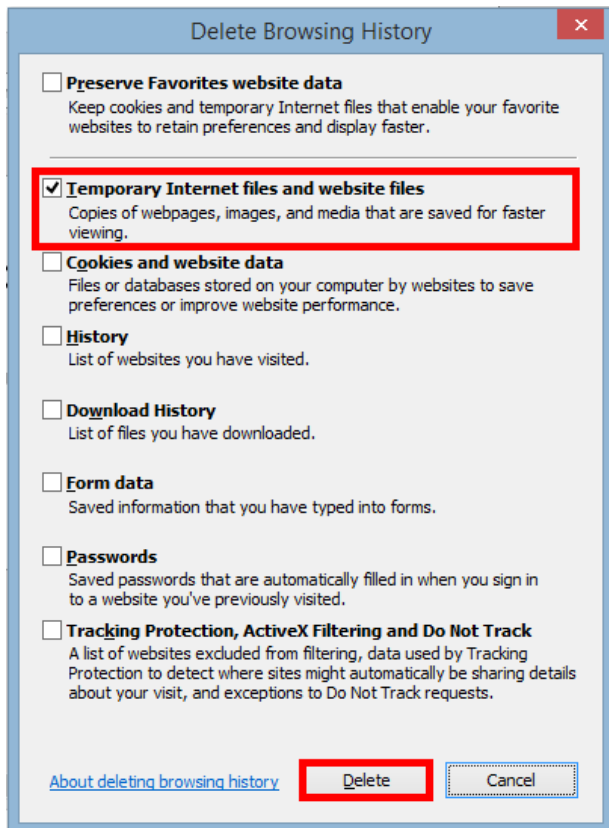 Delete Browsing History
Preserve Favorites website data
Keep cookies and temporary Internet files that enable your favorite
websites to retain preferences and display faster.
Temporary Internet files and website files
Copies of webpages, images, and media that are saved for faster
viewing.
Cookies and website data
Files or databases stored on your computer by websites to save
preferences or improve website performance.
History
List of websites you have visited.
Download History
List of files you have downloaded.
Form data
Saved information that you have typed into forms.
Passwords
Saved passwords that are automatically filled in when you sign in
to a website you've previously visited.
Tracking Protection, ActiveX Filtering and Do Not Track
A list of websites excluded from filtering, data used by Tracking
Protection to detect where sites might automatically be sharing details
about your visit, and exceptions to Do Not Track requests.
About deleting browsing history Delete Cancel